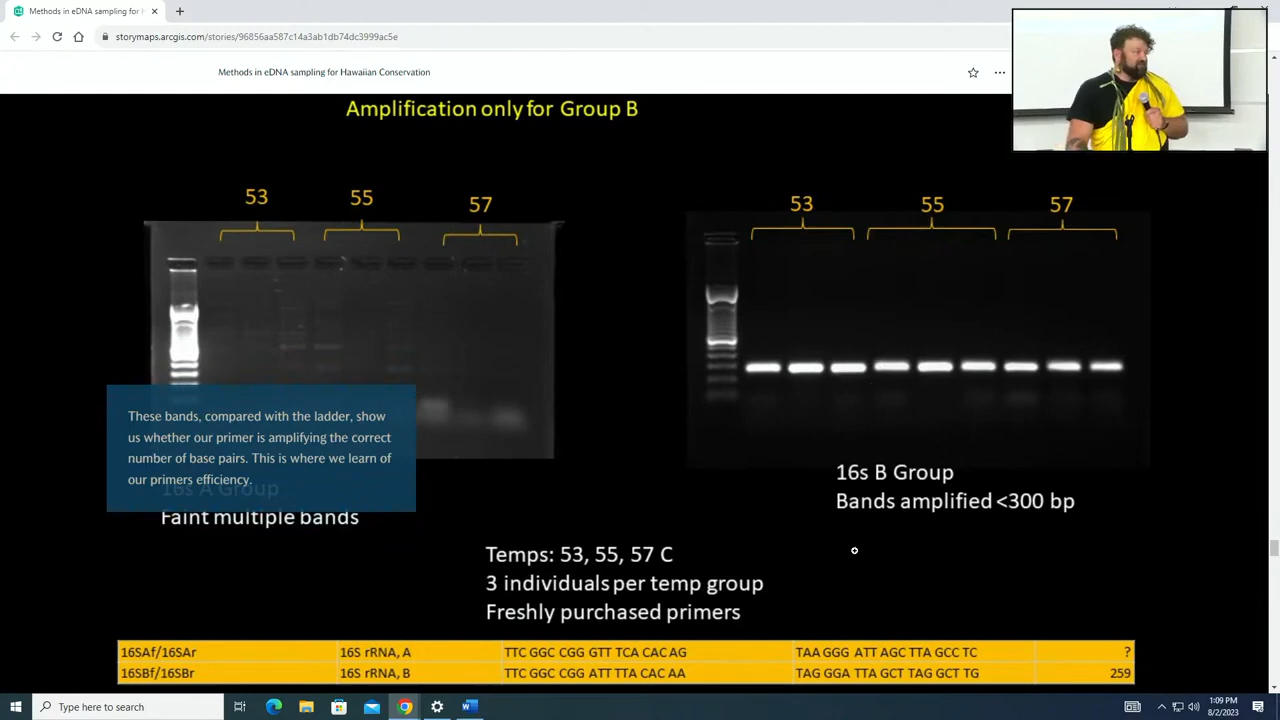 Methods in eDNA sampling for H
storymaps.arcgis.com/stories/96856aa587c14a3ab1db74dc3999ac5e
Methods in eDNA sampling for Hawaiian Conservation
Amplification only for Group B
53 55 57
53 55 57
These bands, compared with the ladder, show
us whether our primer is amplifying the correct
number of base pairs. This is where we learn of
our primers efficiency.
16s A Group
Faint multiple bands
16s B Group
Bands amplified <300 bp
Temps: 53, 55, 57 C
3 individuals per temp group
Freshly purchased primers
16SAf/16SAr 16S rRNA, A TTC GGC CGG GTT TCA CAC AG TAA GGG ATT AGC TTA GCC TC ?
16SBf/16SBr 16S rRNA, B TTC GGC CGG ATT TTA CAC AA TAG GGA TTA GCT TAG GCT TG 259
Type here to search
1:09 PM
8/2/2023